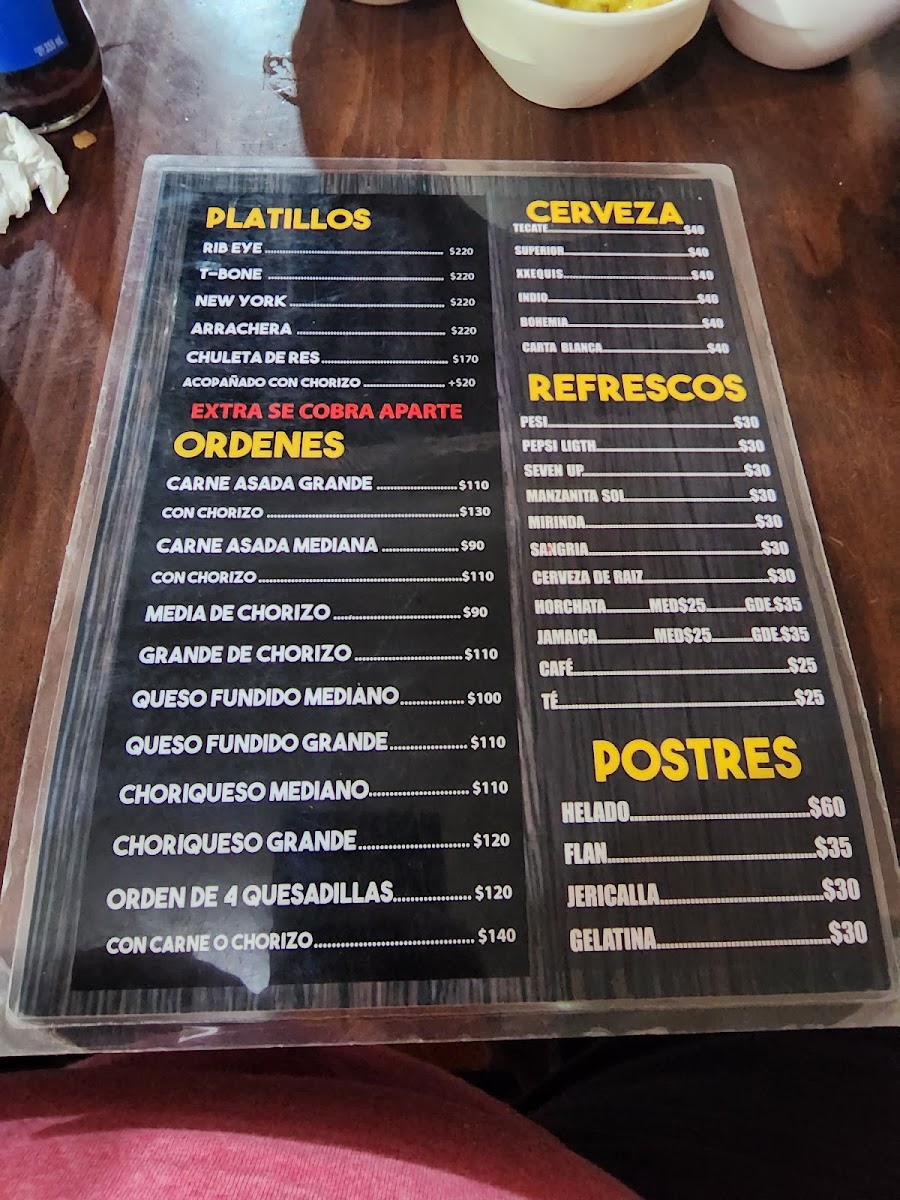 PLATILLOS
RIB EYE ........ $220
T-BONE ........ $220
NEW YORK ........ $220
ARRACHERA ........ $220
CHULETA DE RES ........ $170
ACOPAÑADO CON CHORIZO ........ +$20
EXTRA SE COBRA APARTE
ORDENES
CARNE ASADA GRANDE ........ $110
CON CHORIZO ........ $130
CARNE ASADA MEDIANA ........ $90
CON CHORIZO ........ $110
MEDIA DE CHORIZO ........ $90
GRANDE DE CHORIZO ........ $110
QUESO FUNDIDO MEDIANO ........ $100
QUESO FUNDIDO GRANDE ........ $110
CHORIQUESO MEDIANO ........ $110
CHORIQUESO GRANDE ........ $120
ORDEN DE 4 QUESADILLAS ........ $120
CON CARNE O CHORIZO ........ $140
CERVEZA
TECATE ........ $40
SUPERIOR ........ $40
XXEQUIS ........ $40
INDIO ........ $40
BOHEMIA ........ $40
CARTA BLANCA ........ $40
REFRESCOS
PESI ........ $30
PEPSI LIGTH ........ $30
SEVEN UP ........ $30
MANZANITA SOL ........ $30
MIRINDA ........ $30
SANGRIA ........ $30
CERVEZA DE RAIZ ........ $30
HORCHATA ........ MED$25 ........ GDE.$35
JAMAICA ........ MED$25 ........ GDE.$35
CAFÉ ........ $25
TÉ ........ $25
POSTRES
HELADO ........ $60
FLAN ........ $35
JERICALLA ........ $30
GELATINA ........ $30